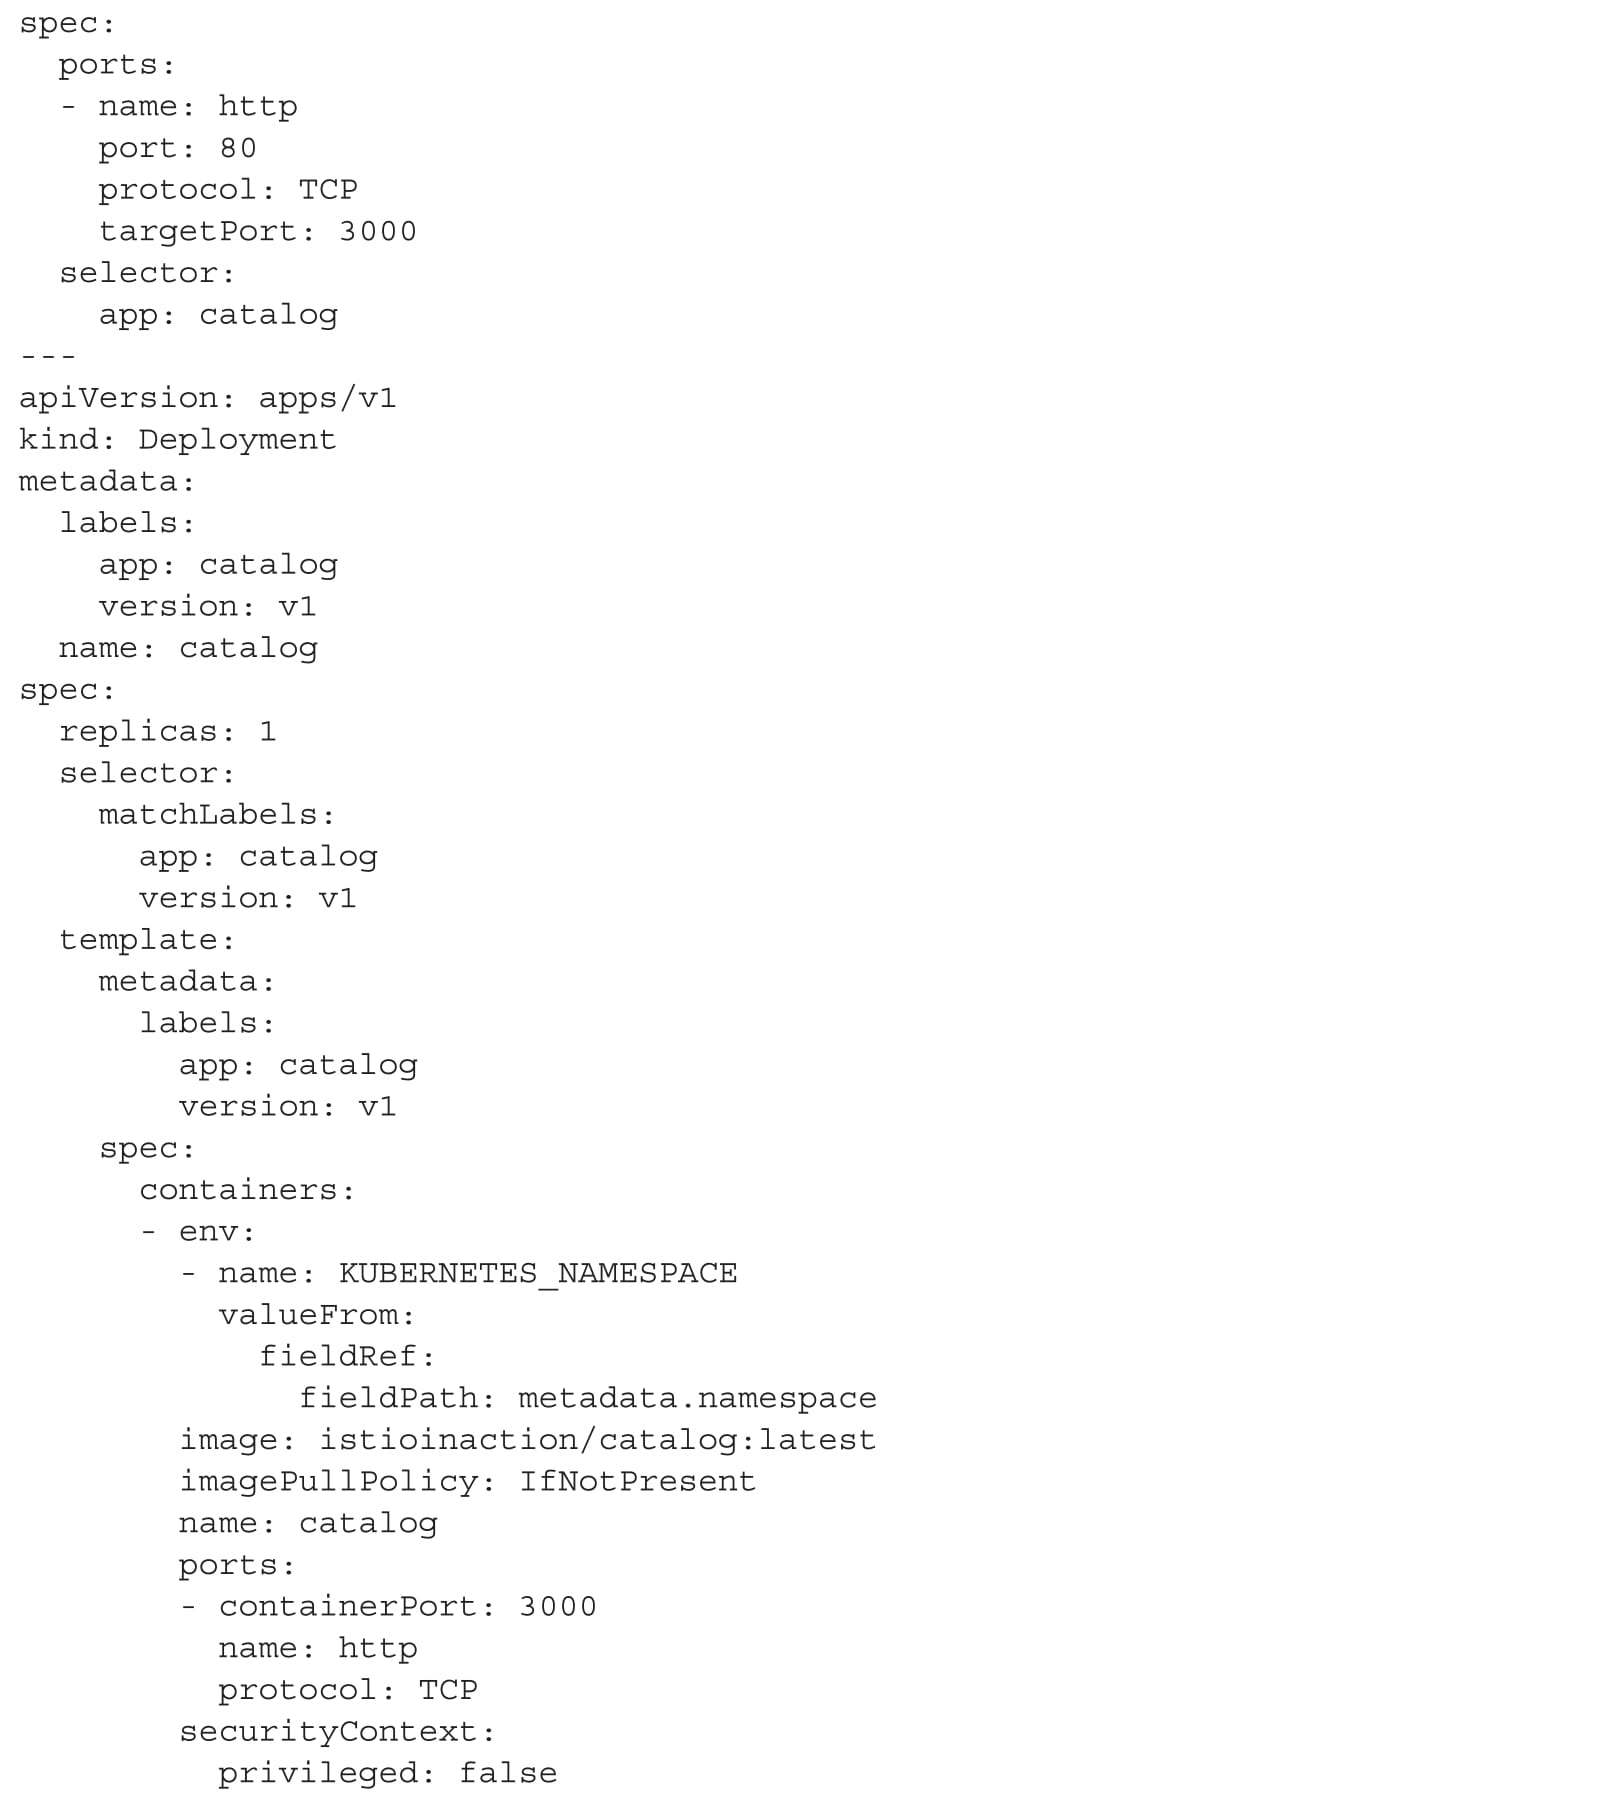 spec:
  ports:
  - name: http
    port: 80
    protocol: TCP
    targetPort: 3000
  selector:
    app: catalog
---
apiVersion: apps/v1
kind: Deployment
metadata:
  labels:
    app: catalog
    version: v1
  name: catalog
spec:
  replicas: 1
  selector:
    matchLabels:
      app: catalog
      version: v1
  template:
    metadata:
      labels:
        app: catalog
        version: v1
    spec:
      containers:
      - env:
        - name: KUBERNETES_NAMESPACE
          valueFrom:
            fieldRef:
              fieldPath: metadata.namespace
        image: istioinaction/catalog:latest
        imagePullPolicy: IfNotPresent
        name: catalog
        ports:
        - containerPort: 3000
          name: http
          protocol: TCP
        securityContext:
          privileged: false